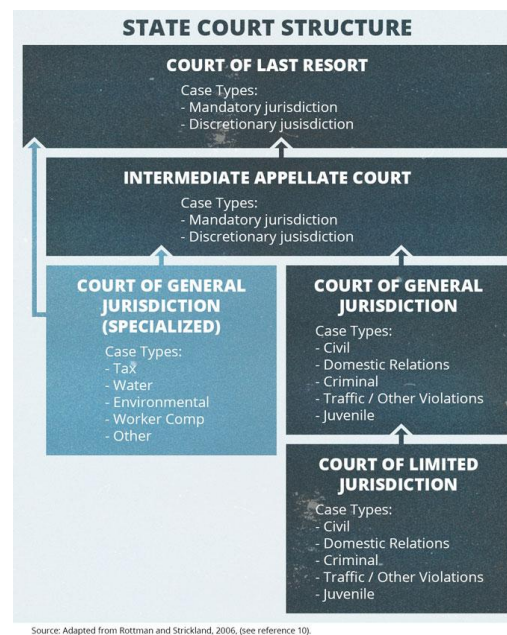 STATE COURT STRUCTURE
COURT OF LAST RESORT
Case Types:
- Mandatory jurisdiction
- Discretionary jusisdiction
INTERMEDIATE APPELLATE COURT
Case Types:
- Mandatory jurisdiction
- Discretionary jusisdiction
COURT OF GENERAL
JURISDICTION
(SPECIALIZED)
Case Types:
- Tax
- Water
- Environmental
- Worker Comp
- Other
COURT OF GENERAL
JURISDICTION
Case Types:
- Civil
- Domestic Relations
- Criminal
- Traffic / Other Violations
- Juvenile
COURT OF LIMITED
JURISDICTION
Case Types:
- Civil
- Domestic Relations
- Criminal
- Traffic / Other Violations
- Juvenile
Source: Adapted from Rottman and Strickland, 2006, (see reference 10).